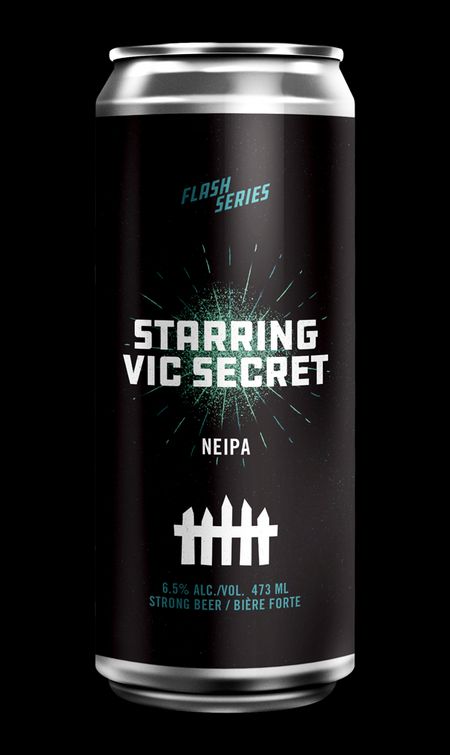 FLASH
SERIES
STARRING
VIC SECRET
NEIPA
6.5% ALC./VOL. 473 ML
STRONG BEER / BIÈRE FORTE